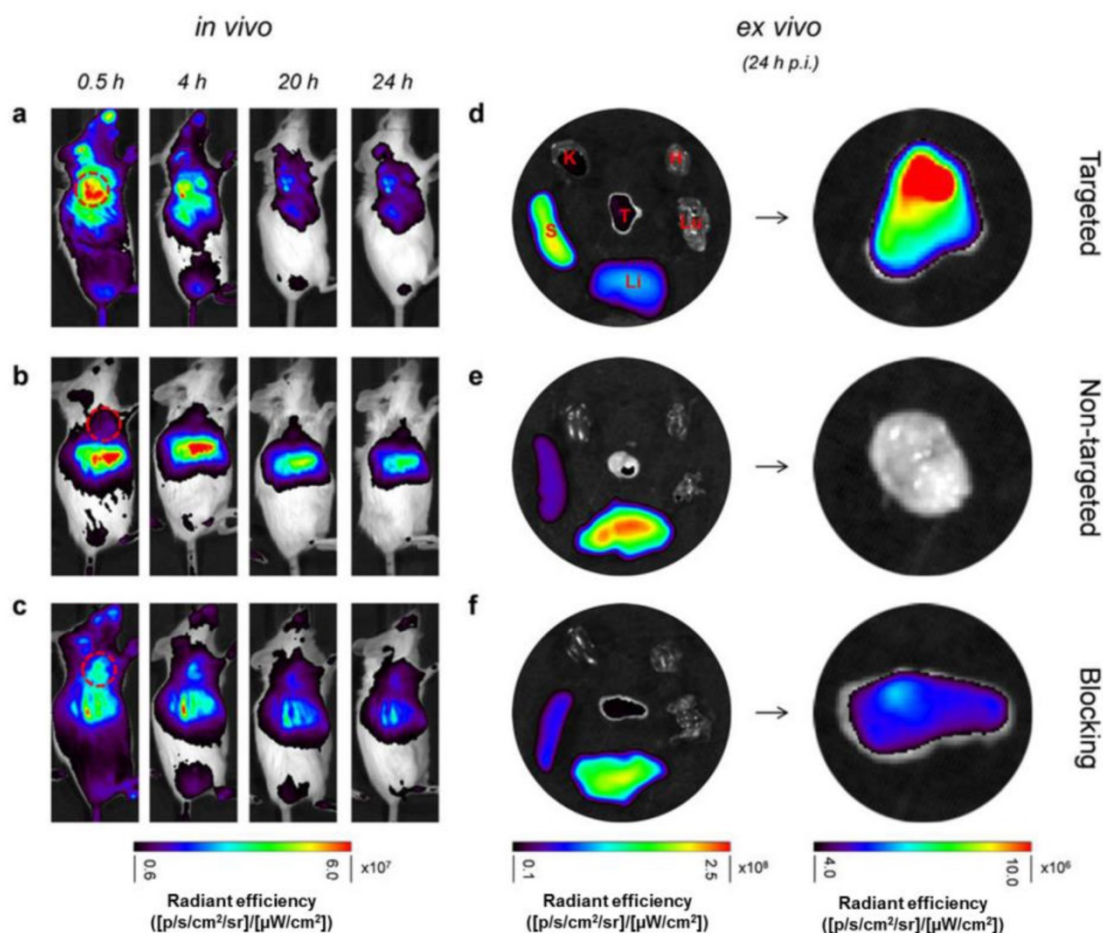 in vivo
ex vivo
(24 h p.i.)
0.5 h 4 h 20 h 24 h
a
d
K
H
T
S
Lu
Li
Targeted
b
e
Non-targeted
c
f
Blocking
0.6 6.0 x10⁷
Radiant efficiency
([p/s/cm²/sr]/[µW/cm²])
0.1 2.5 x10⁸
Radiant efficiency
([p/s/cm²/sr]/[µW/cm²])
4.0 10.0 x10⁶
Radiant efficiency
([p/s/cm²/sr]/[µW/cm²])